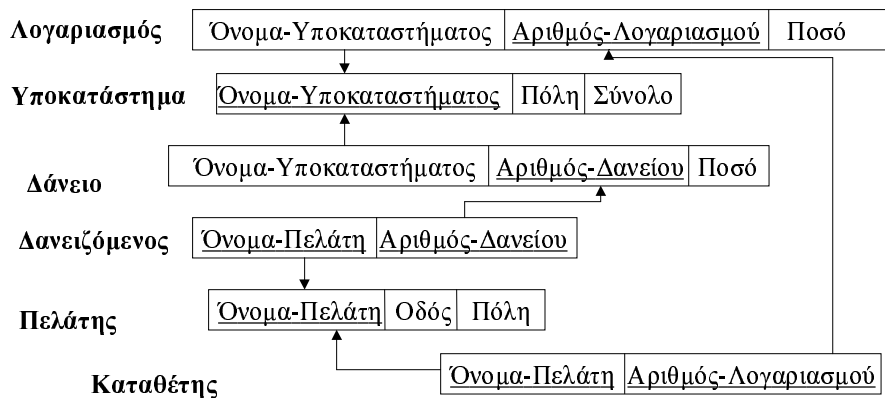 Λογαριασμός Όνομα-Υποκαταστήματος Αριθμός-Λογαριασμού Ποσό
Υποκατάστημα Όνομα-Υποκαταστήματος Πόλη Σύνολο
Δάνειο Όνομα-Υποκαταστήματος Αριθμός-Δανείου Ποσό
Δανειζόμενος Όνομα-Πελάτη Αριθμός-Δανείου
Πελάτης Όνομα-Πελάτη Οδός Πόλη
Καταθέτης Όνομα-Πελάτη Αριθμός-Λογαριασμού